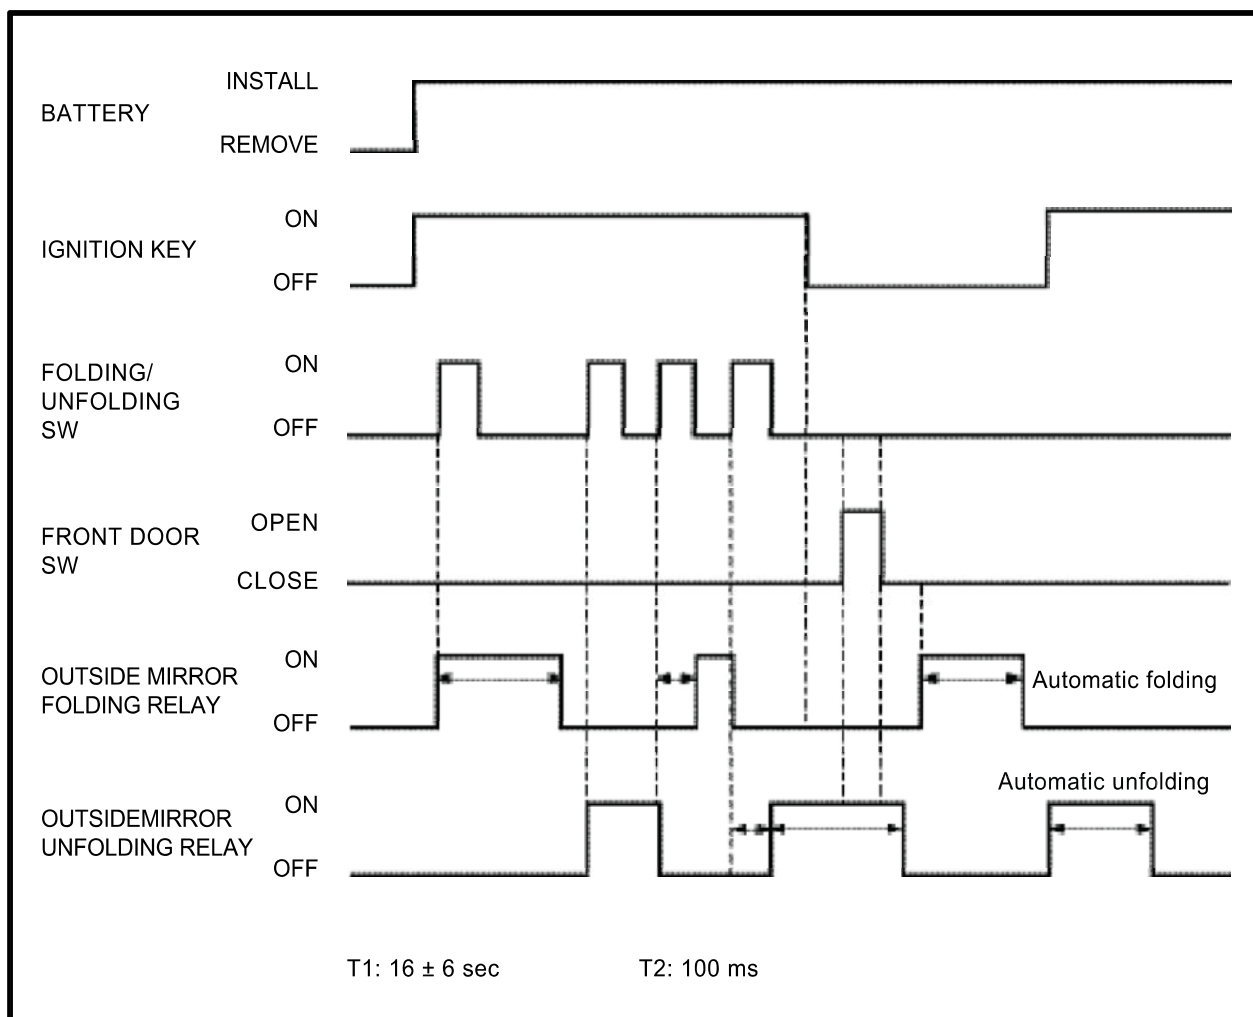 INSTALL
BATTERY
REMOVE
ON
IGNITION KEY
OFF
ON
FOLDING/
UNFOLDING
SW
OFF
OPEN
FRONT DOOR
SW
CLOSE
ON
OUTSIDE MIRROR
FOLDING RELAY
OFF
Automatic folding
Automatic unfolding
ON
OUTSIDEMIRROR
UNFOLDING RELAY
OFF
T1: 16 ± 6 sec
T2: 100 ms